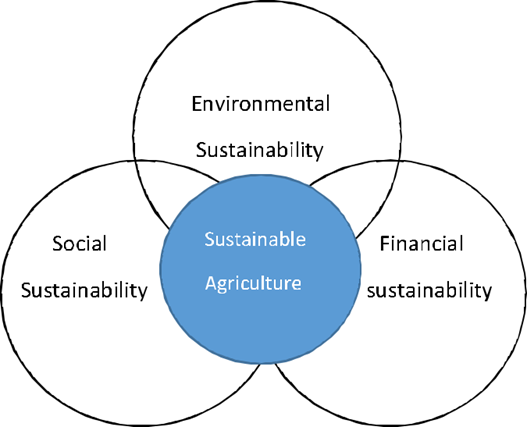 Environmental
Sustainability
Social
Sustainability
Sustainable
Agriculture
Financial
sustainability